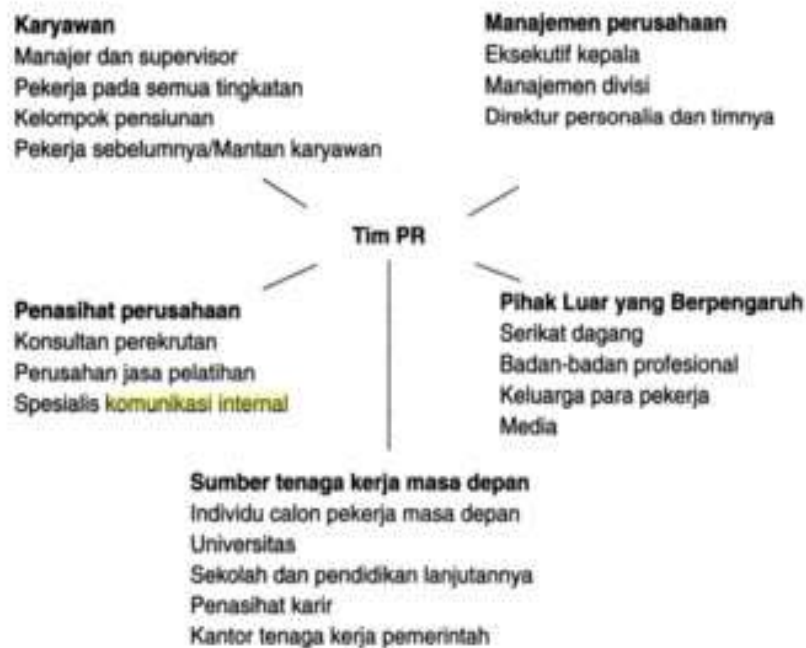 Karyawan
Manajer dan supervisor
Pekerja pada semua tingkatan
Kelompok pensiunan
Pekerja sebelumnya/Mantan karyawan
Manajemen perusahaan
Eksekutif kepala
Manajemen divisi
Direktur personalia dan timnya
Tim PR
Penasihat perusahaan
Konsultan perekrutan
Perusahan jasa pelatihan
Spesialis komunikasi internal
Pihak Luar yang Berpengaruh
Serikat dagang
Badan-badan profesional
Keluarga para pekerja
Media
Sumber tenaga kerja masa depan
Individu calon pekerja masa depan
Universitas
Sekolah dan pendidikan lanjutannya
Penasihat karir
Kantor tenaga kerja pemerintah